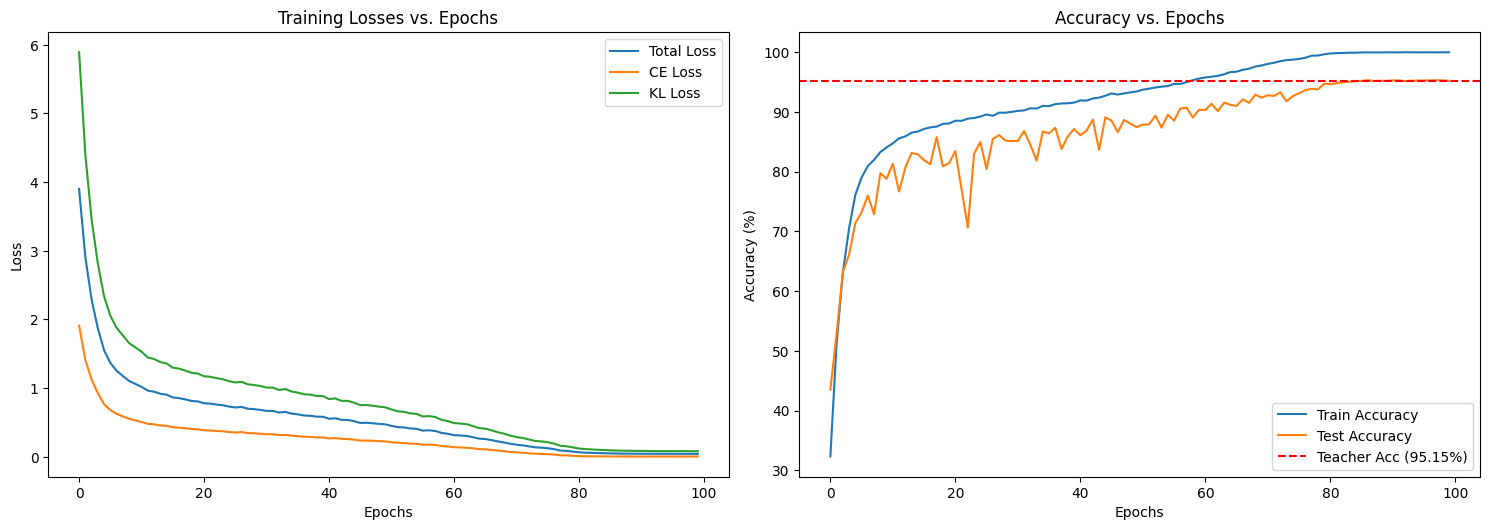 Training Losses vs. Epochs
Total Loss
CE Loss
KL Loss
Loss
6
5
4
3
2
1
0
0 20 40 60 80 100
Epochs
Accuracy vs. Epochs
Accuracy (%)
100
90
80
70
60
50
40
30
Train Accuracy
Test Accuracy
Teacher Acc (95.15%)
0 20 40 60 80 100
Epochs